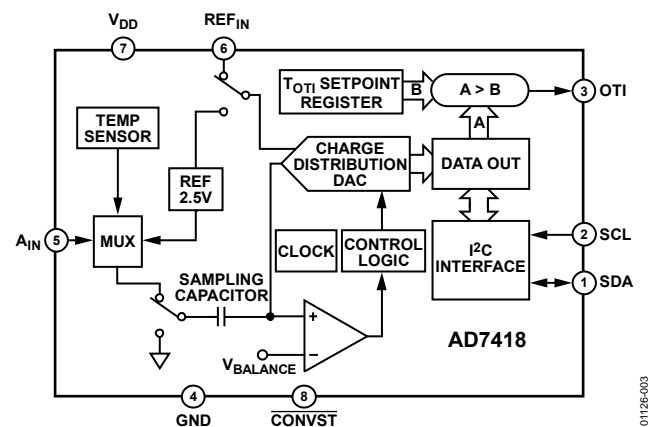 VDD
REFIN
7
6
TOTI SETPOINT
REGISTER
B
A > B
3
OTI
TEMP
SENSOR
A
CHARGE
DISTRIBUTION
DAC
DATA OUT
REF
2.5V
AIN
5
MUX
CLOCK
CONTROL
LOGIC
I2C
INTERFACE
2
SCL
1
SDA
SAMPLING
CAPACITOR
+
–
VBALANCE
AD7418
4
GND
8
CONVST
01126-003